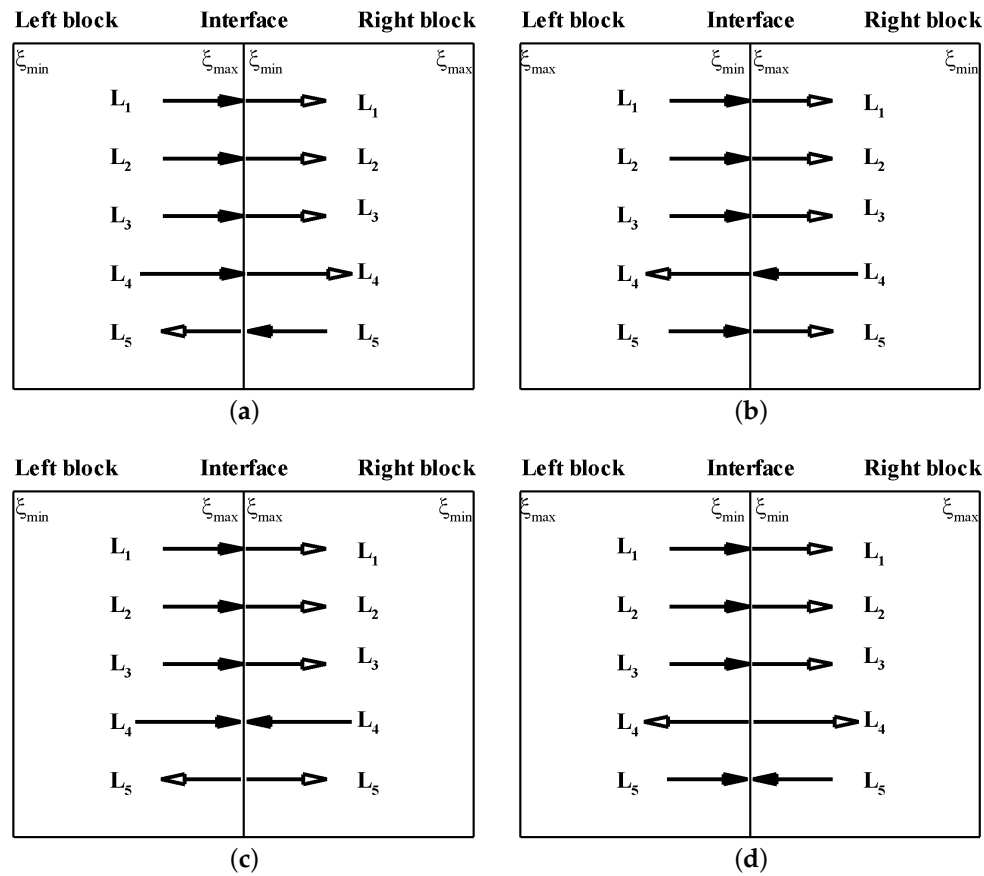 Left block Interface Right block
ξmin ξmax ξmin ξmax
L1 L1
L2 L2
L3 L3
L4 L4
L5 L5
(a)
Left block Interface Right block
ξmax ξmin ξmax ξmin
L1 L1
L2 L2
L3 L3
L4 L4
L5 L5
(b)
Left block Interface Right block
ξmin ξmax ξmax ξmin
L1 L1
L2 L2
L3 L3
L4 L4
L5 L5
(c)
Left block Interface Right block
ξmax ξmin ξmin ξmax
L1 L1
L2 L2
L3 L3
L4 L4
L5 L5
(d)